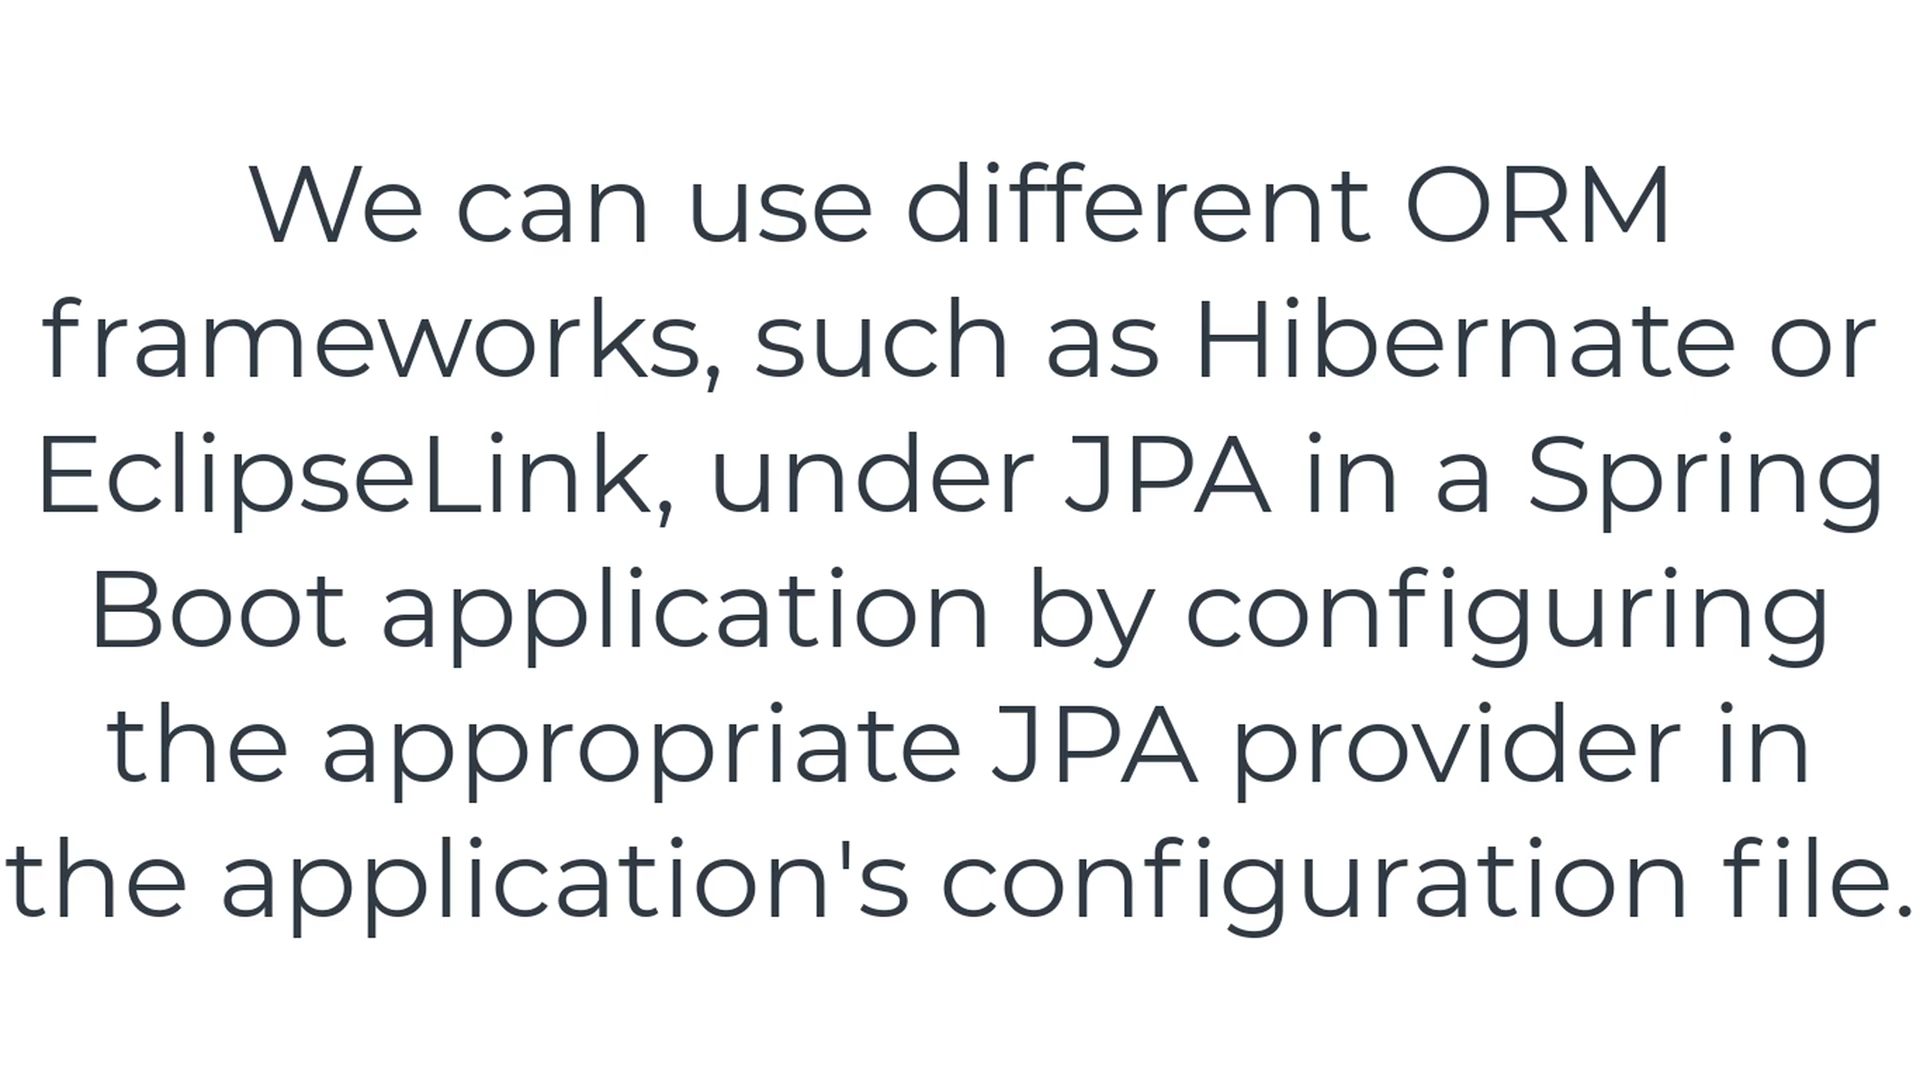 We can use different ORM
frameworks, such as Hibernate or
EclipseLink, under JPA in a Spring
Boot application by configuring
the appropriate JPA provider in
the application's configuration file.